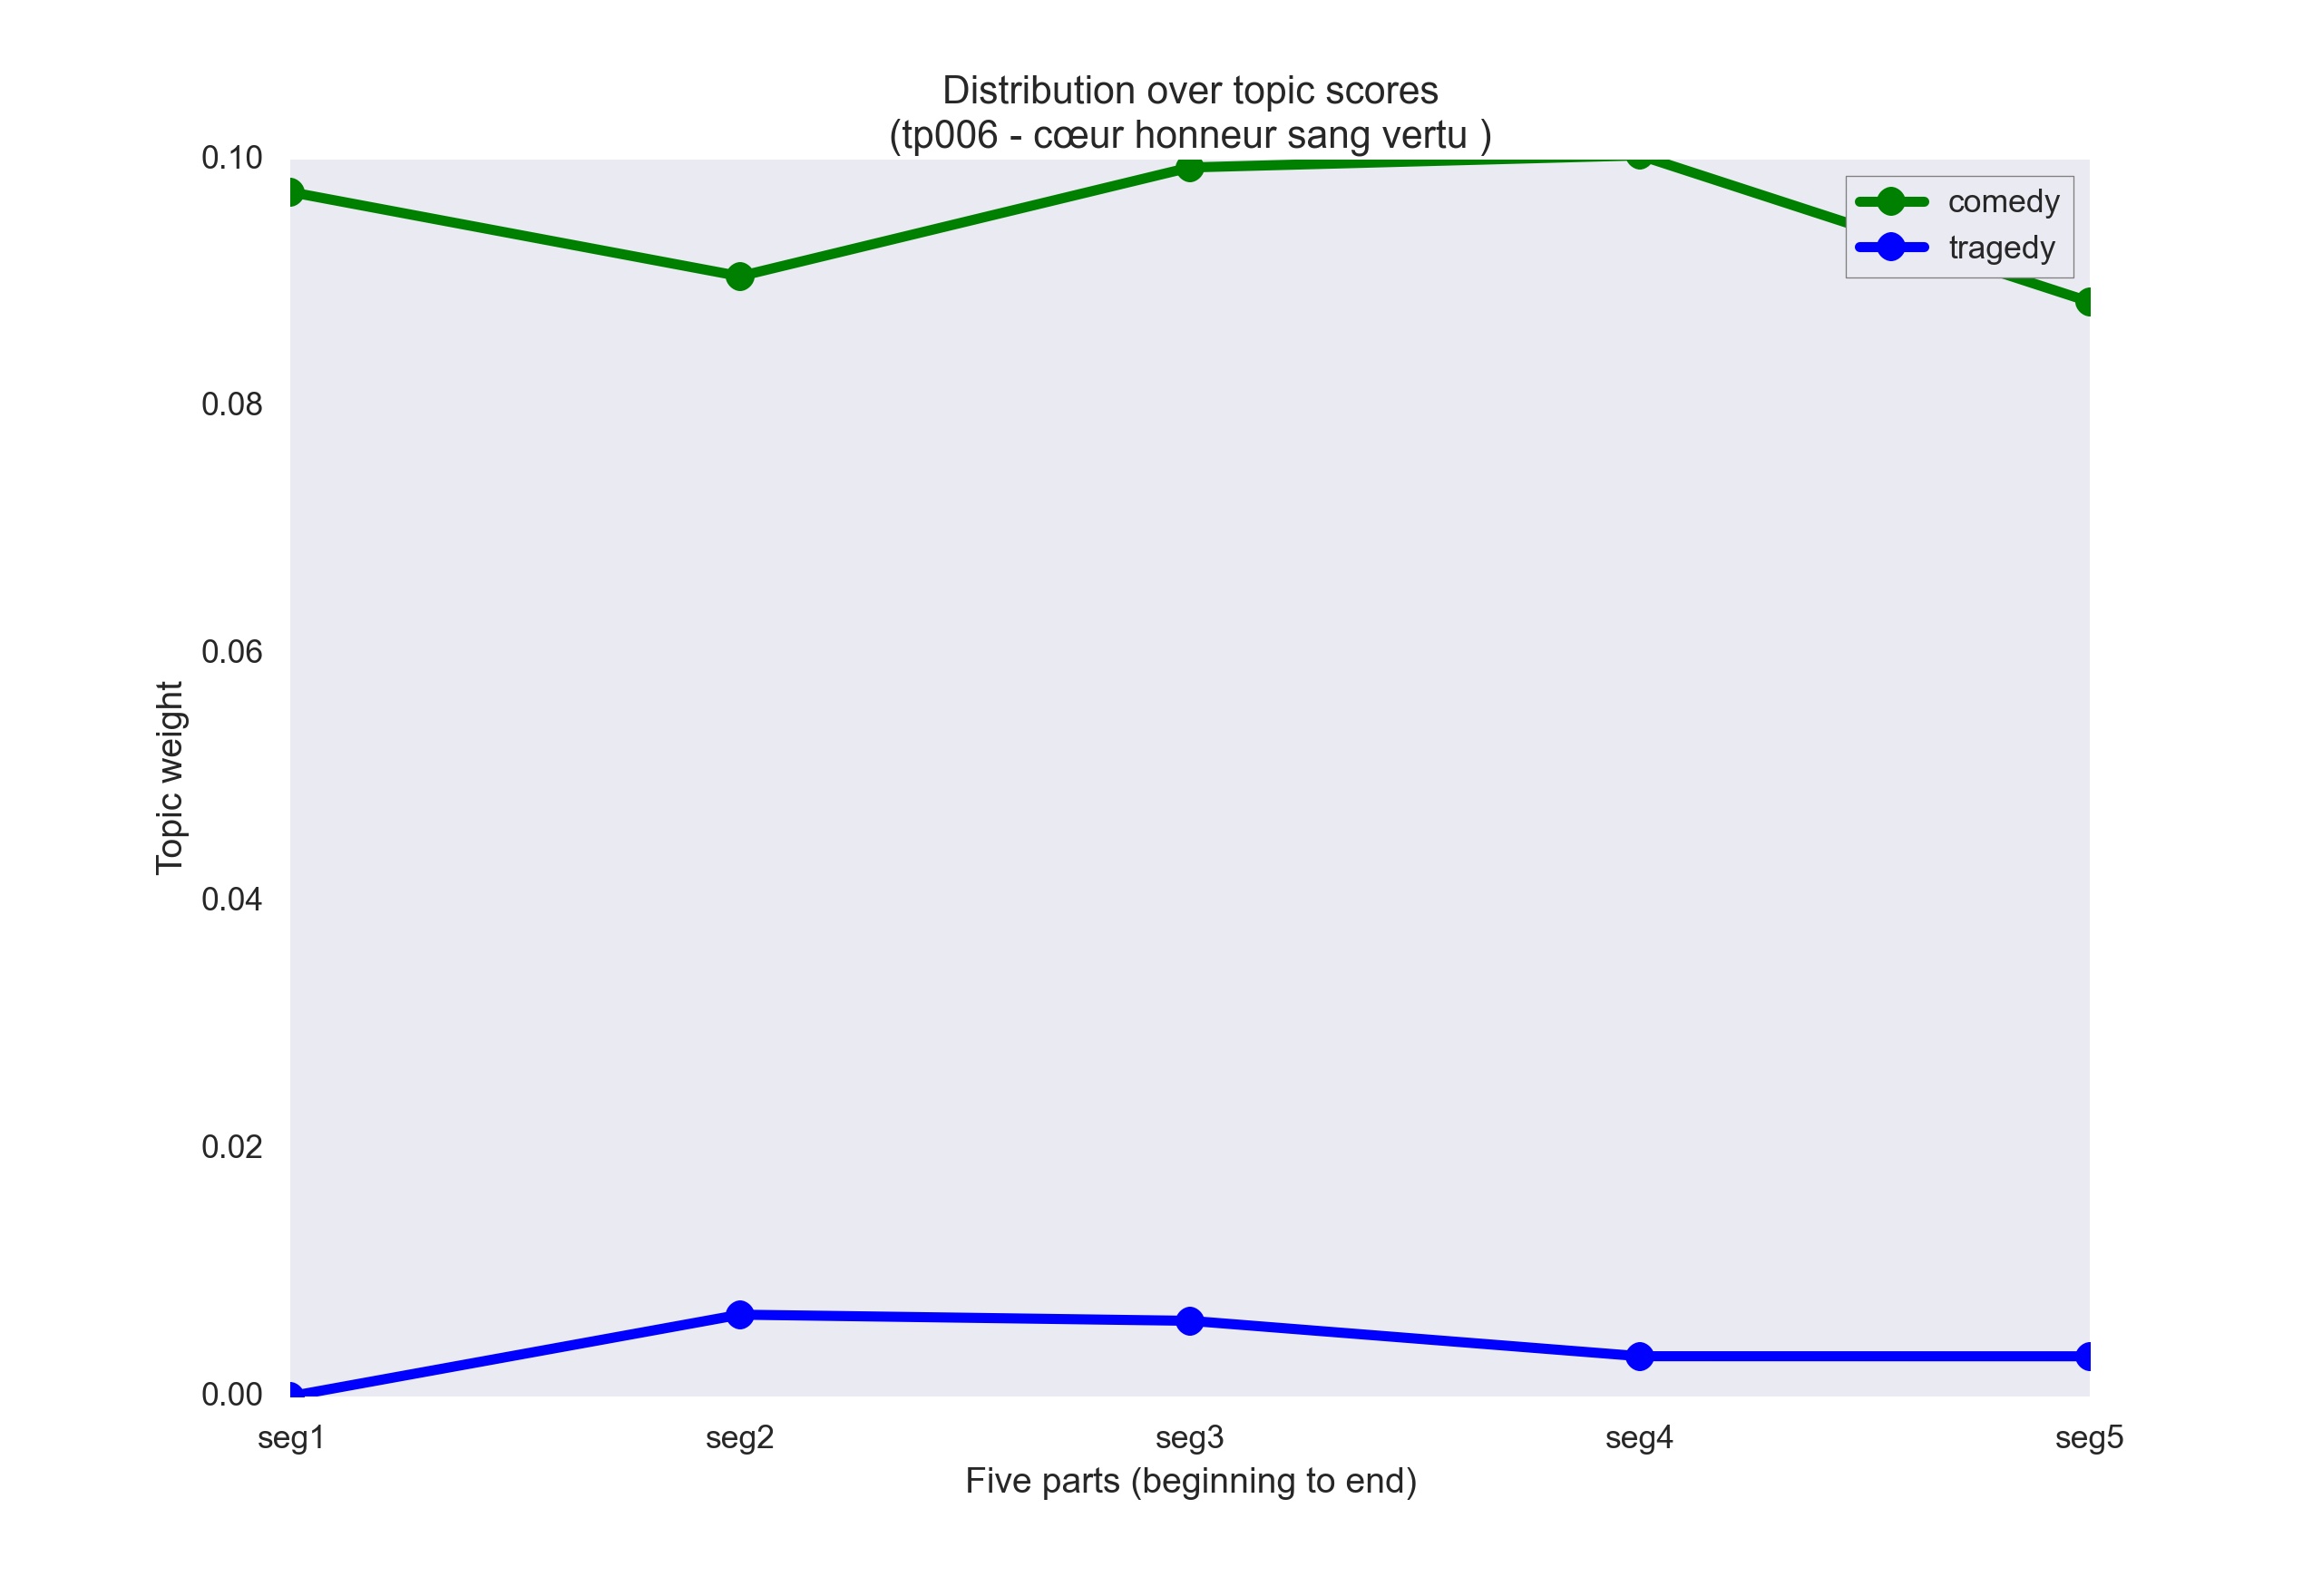 Distribution over topic scores
(tp006 - cœur honneur sang vertu )
0.10
0.08
0.06
0.04
0.02
0.00
Topic weight
comedy
tragedy
seg1 seg2 seg3 seg4 seg5
Five parts (beginning to end)